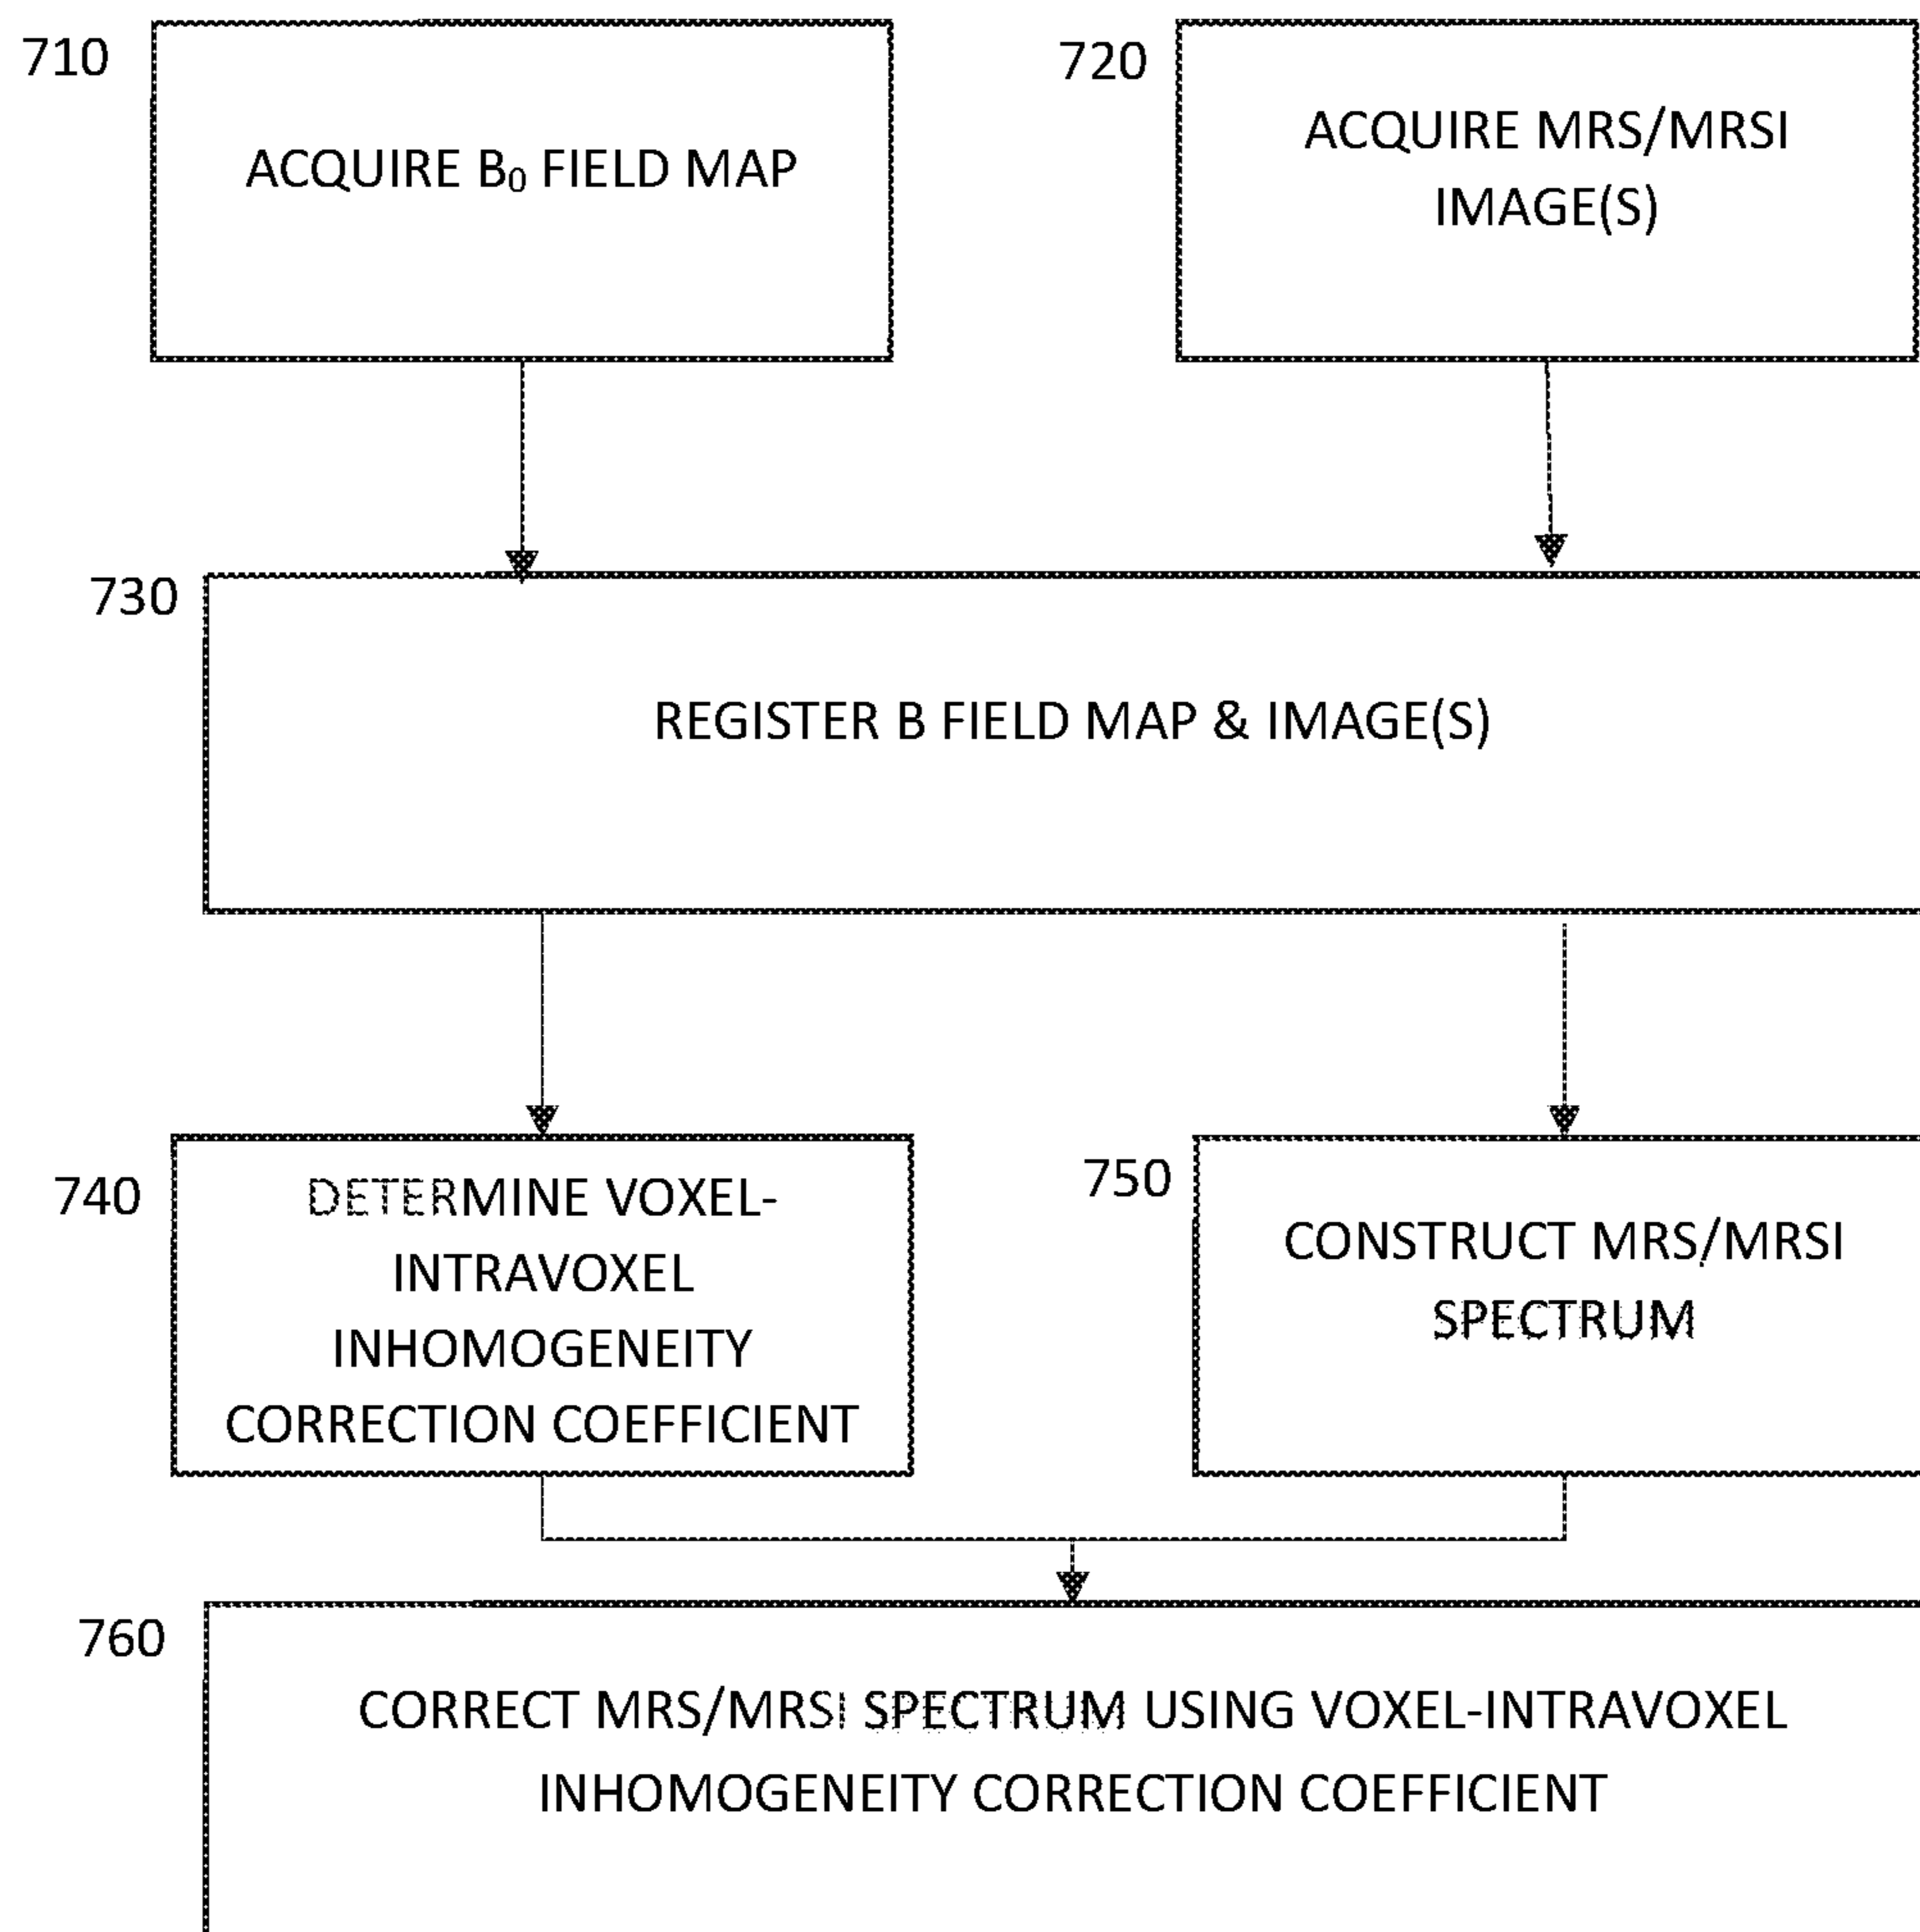 710
ACQUIRE B₀ FIELD MAP
720
ACQUIRE MRS/MRSI
IMAGE(S)
730
REGISTER B FIELD MAP & IMAGE(S)
740
DETERMINE VOXEL-
INTRAVOXEL
INHOMOGENEITY
CORRECTION COEFFICIENT
750
CONSTRUCT MRS/MRSI
SPECTRUM
760
CORRECT MRS/MRSI SPECTRUM USING VOXEL-INTRAVOXEL
INHOMOGENEITY CORRECTION COEFFICIENT